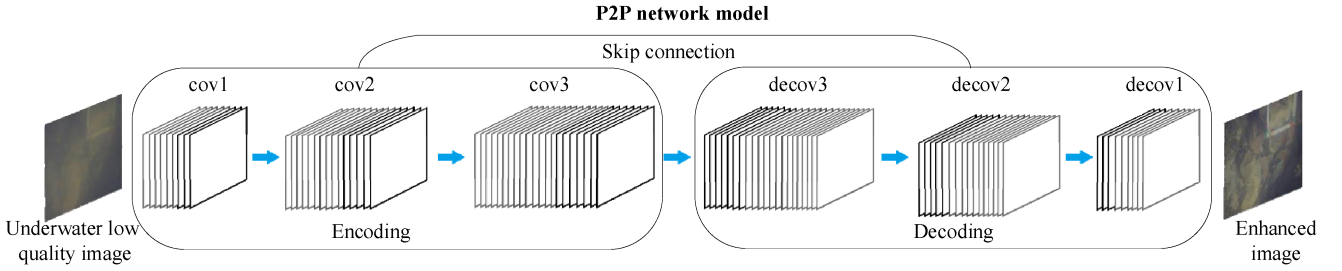 P2P network model
Skip connection
cov1
cov2
cov3
decov3
decov2
decov1
Underwater low
quality image
Encoding
Decoding
Enhanced
image